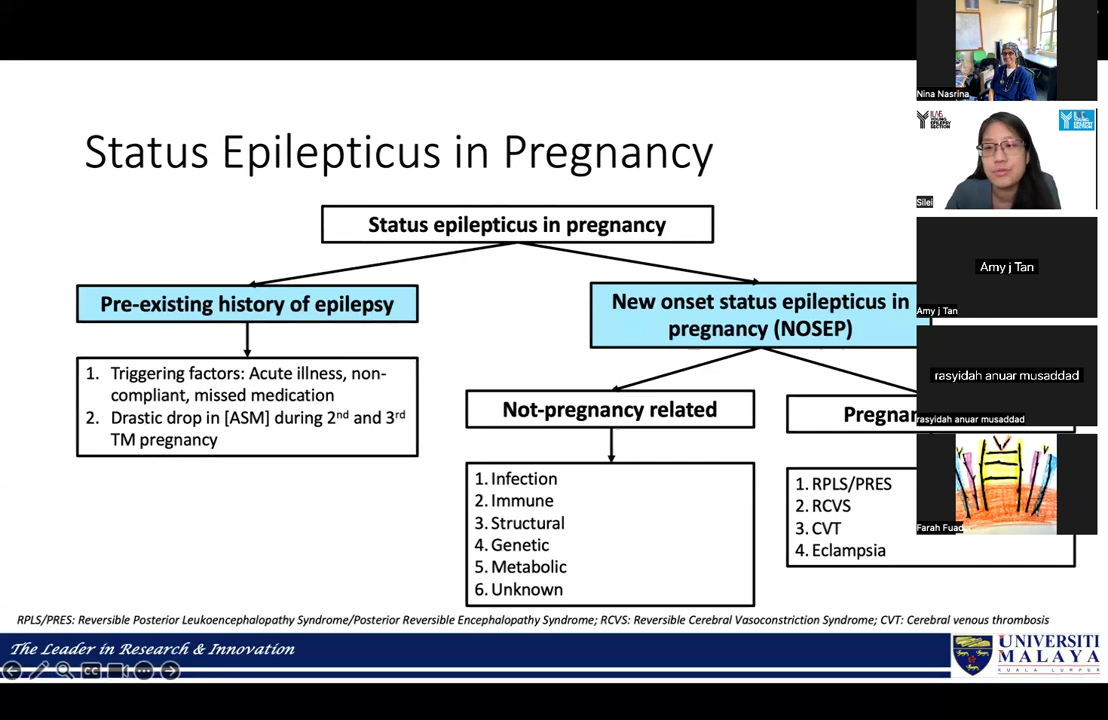 Status Epilepticus in Pregnancy
Status epilepticus in pregnancy
Pre-existing history of epilepsy
1. Triggering factors: Acute illness, non-
compliant, missed medication
2. Drastic drop in [ASM] during 2nd and 3rd
TM pregnancy
New onset status epilepticus in
pregnancy (NOSEP)
Not-pregnancy related
1. Infection
2. Immune
3. Structural
4. Genetic
5. Metabolic
6. Unknown
1. RPLS/PRES
2. RCVS
3. CVT
4. Eclampsia
RPLS/PRES: Reversible Posterior Leukoencephalopathy Syndrome/Posterior Reversible Encephalopathy Syndrome; RCVS: Reversible Cerebral Vasoconstriction Syndrome; CVT: Cerebral venous thrombosis
The Leader in Research & Innovation
UNIVERSITI
MALAYA
KUALA LUMPUR
CC
Nina Nasrina
YOUNG
EPILEPSY
SECTION
Silei
Amy j Tan
Amy j Tan
rasyidah anuar musaddad
rasyidah anuar musaddad
Farah Fuad